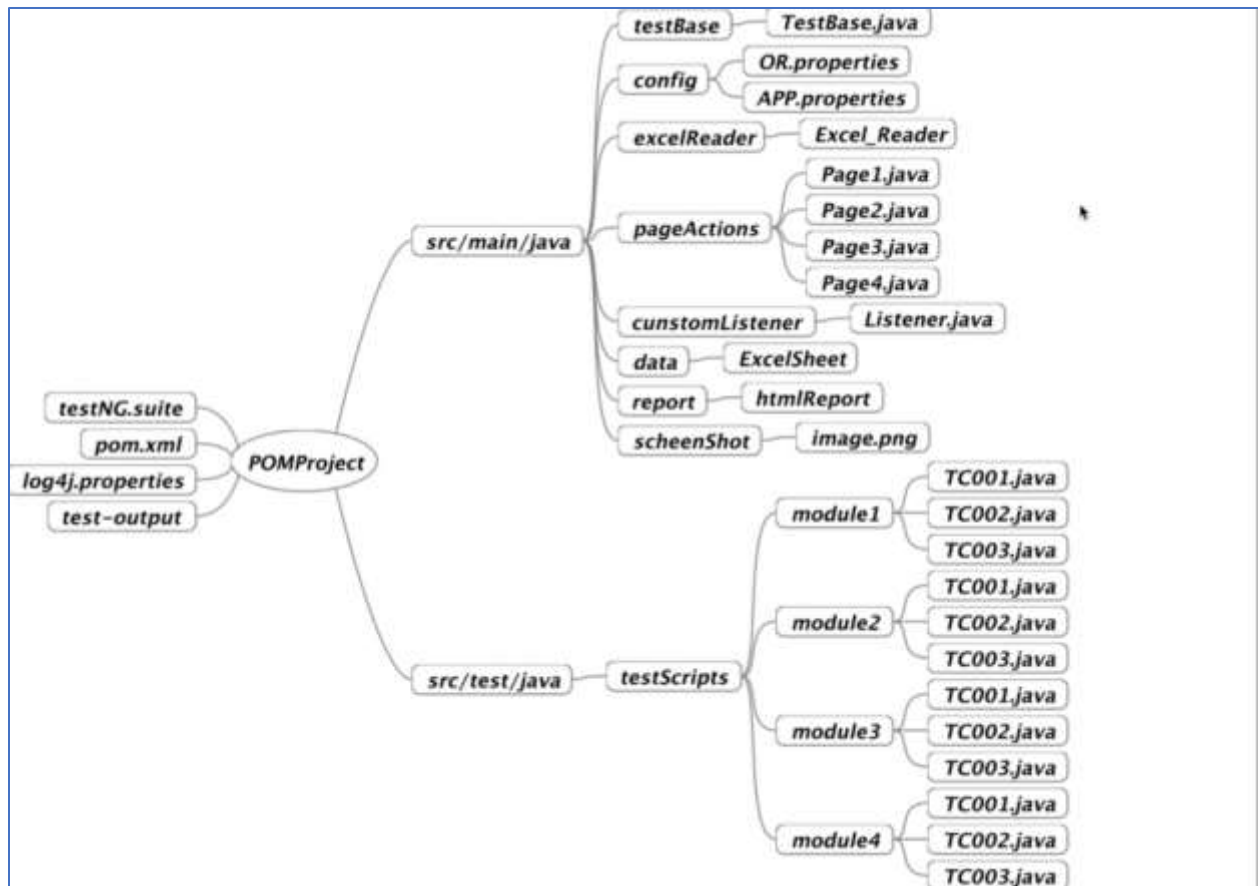 testBase
TestBase.java
config
OR.properties
APP.properties
excelReader
Excel_Reader
pageActions
Page1.java
Page2.java
Page3.java
Page4.java
src/main/java
cunstomListener
Listener.java
data
ExcelSheet
report
htmlReport
scheenShot
image.png
testNG.suite
pom.xml
log4j.properties
test-output
POMProject
src/test/java
testScripts
module1
TC001.java
TC002.java
TC003.java
module2
TC001.java
TC002.java
TC003.java
module3
TC001.java
TC002.java
TC003.java
module4
TC001.java
TC002.java
TC003.java